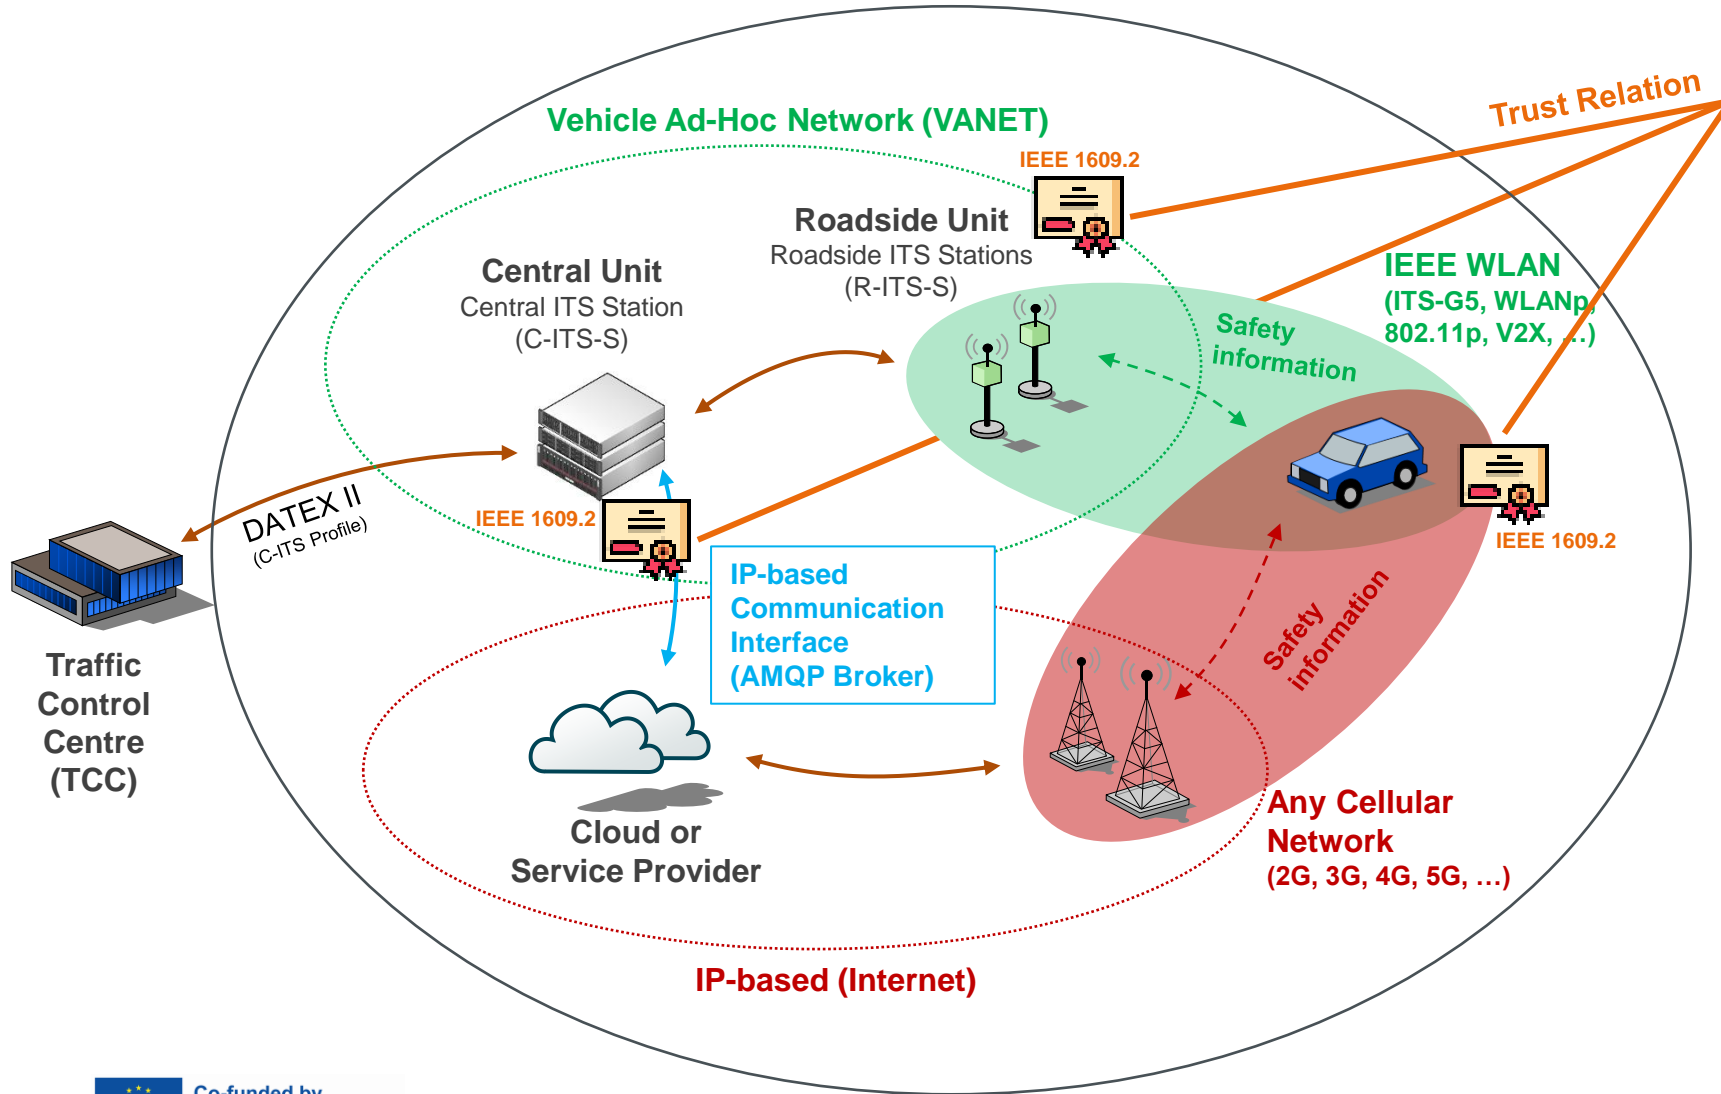 Trust Relation
Vehicle Ad-Hoc Network (VANET)
IEEE 1609.2
Roadside Unit
Roadside ITS Stations
(R-ITS-S)
Central Unit
Central ITS Station
(C-ITS-S)
IEEE WLAN
(ITS-G5, WLANp,
802.11p, V2X, ...)
Safety
information
DATEX II
(C-ITS Profile)
IEEE 1609.2
IEEE 1609.2
IP-based
Communication
Interface
(AMQP Broker)
Safety
information
Traffic
Control
Centre
(TCC)
Cloud or
Service Provider
Any Cellular
Network
(2G, 3G, 4G, 5G, ...)
IP-based (Internet)
Co-funded by